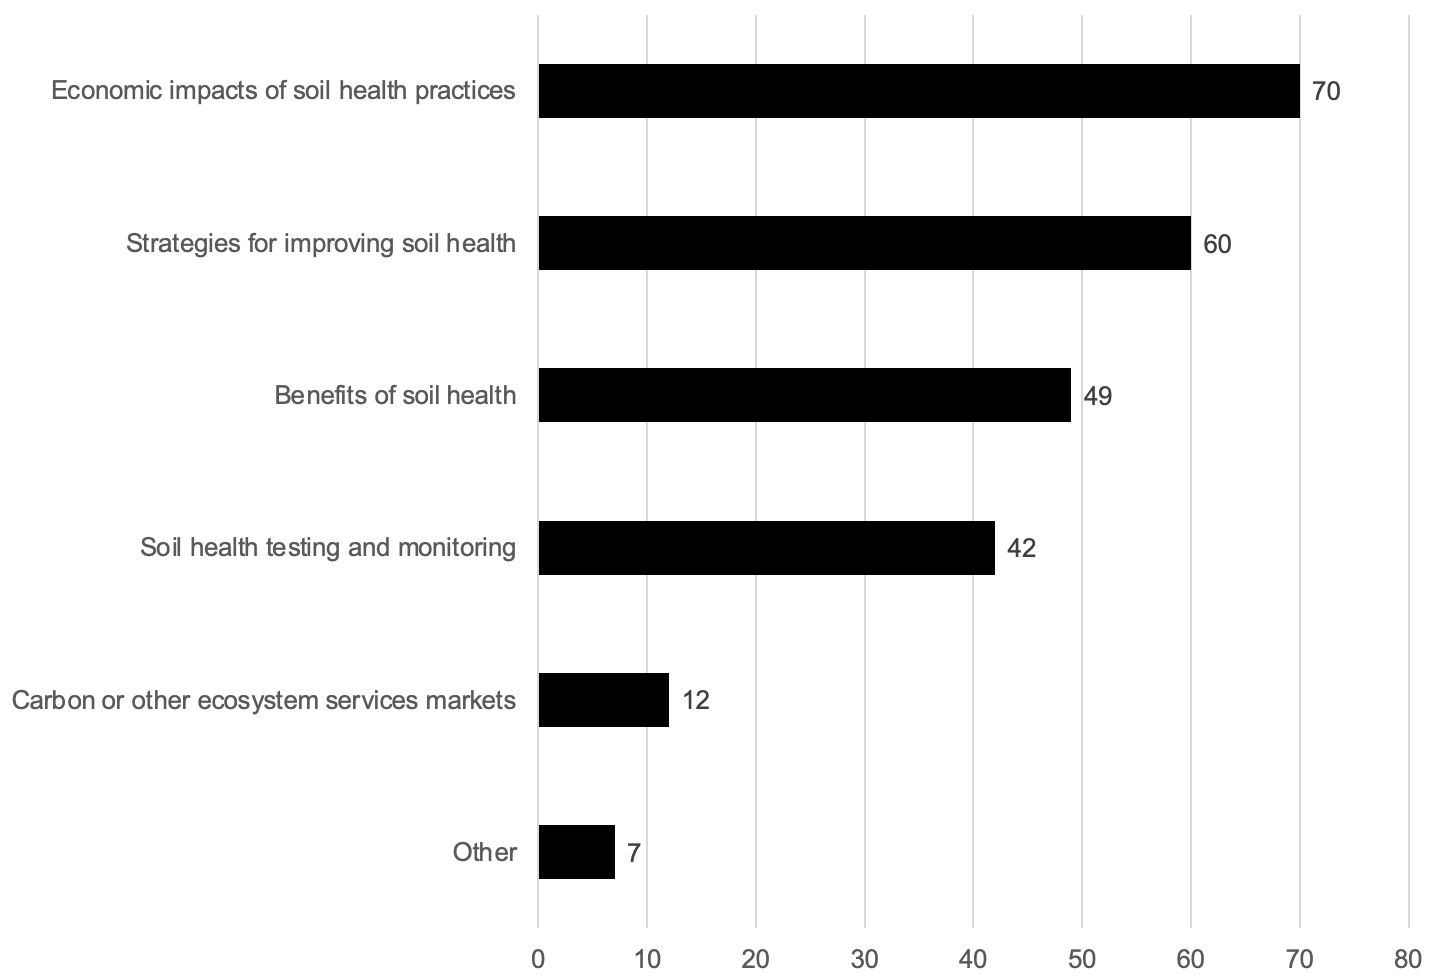 Economic impacts of soil health practices 70
Strategies for improving soil health 60
Benefits of soil health 49
Soil health testing and monitoring 42
Carbon or other ecosystem services markets 12
Other 7
0 10 20 30 40 50 60 70 80